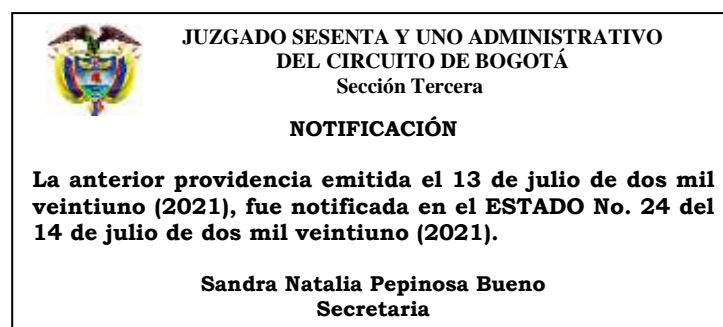 JUZGADO SESENTA Y UNO ADMINISTRATIVO
DEL CIRCUITO DE BOGOTÁ
Sección Tercera
NOTIFICACIÓN
La anterior providencia emitida el 13 de julio de dos mil
veintiuno (2021), fue notificada en el ESTADO No. 24 del
14 de julio de dos mil veintiuno (2021).
Sandra Natalia Pepinosa Bueno
Secretaria